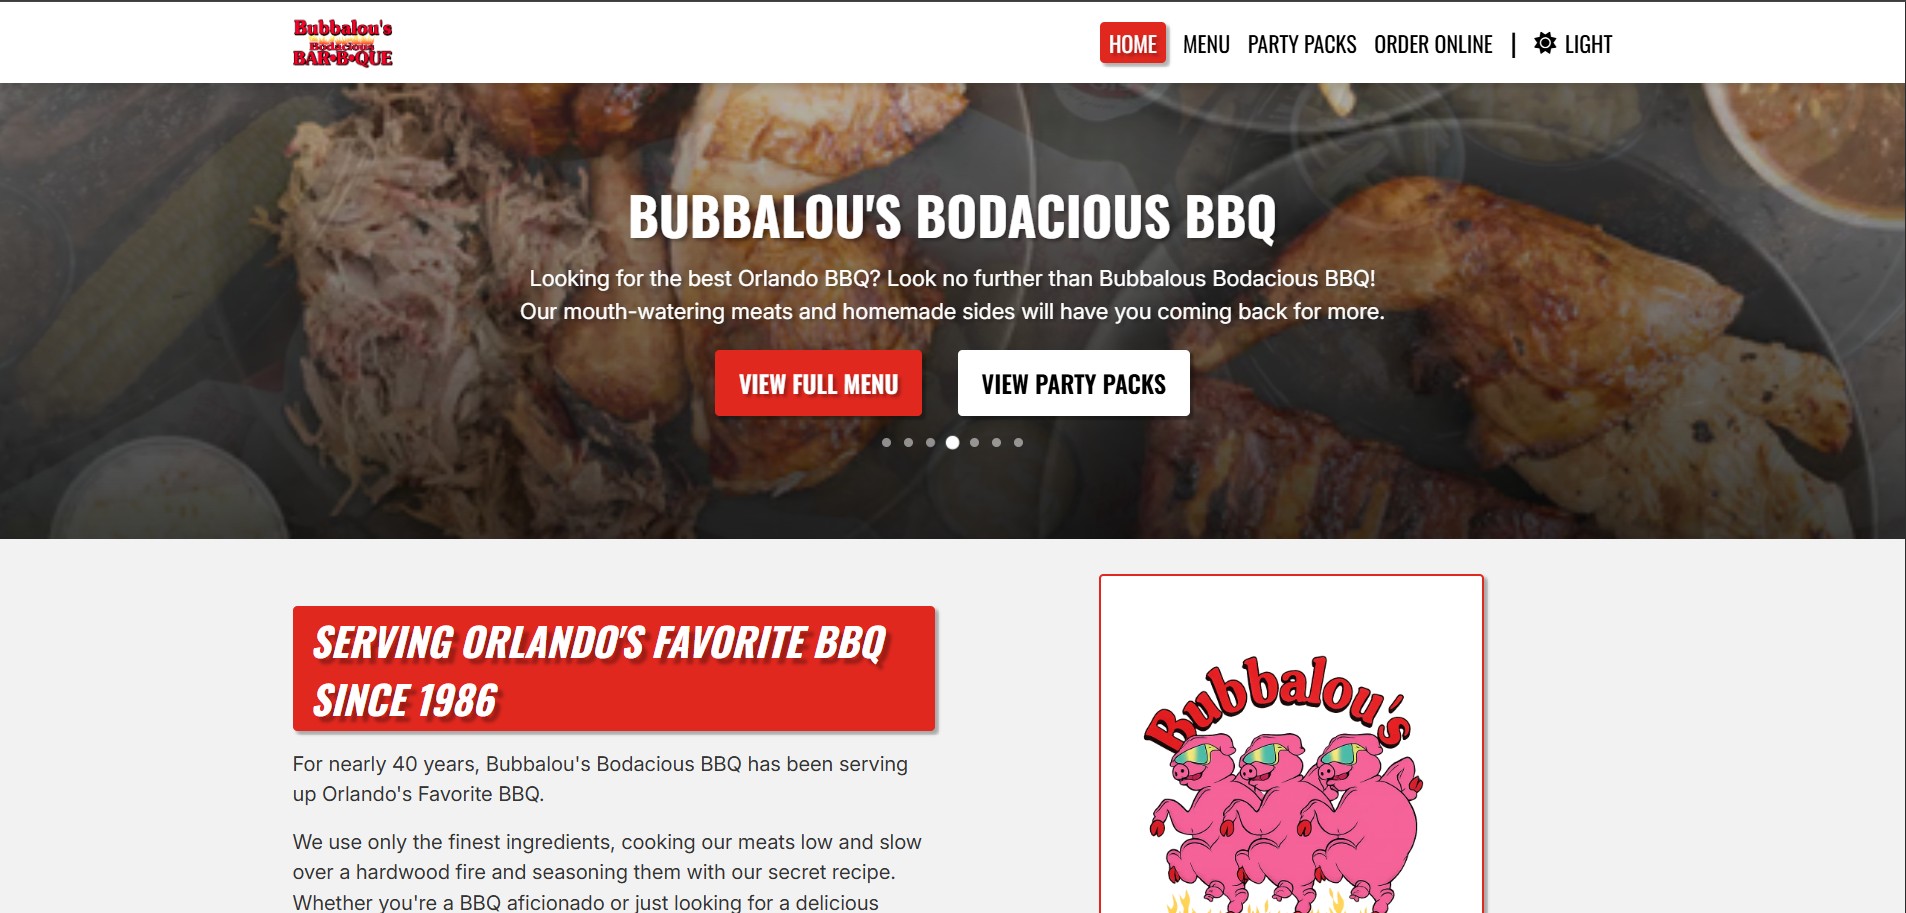 Bubbalou's
Bodacious
BAR•B•QUE
HOME MENU PARTY PACKS ORDER ONLINE | LIGHT
BUBBALOU'S BODACIOUS BBQ
Looking for the best Orlando BBQ? Look no further than Bubbalous Bodacious BBQ!
Our mouth-watering meats and homemade sides will have you coming back for more.
VIEW FULL MENU VIEW PARTY PACKS
SERVING ORLANDO'S FAVORITE BBQ
SINCE 1986
For nearly 40 years, Bubbalou's Bodacious BBQ has been serving
up Orlando's Favorite BBQ.
We use only the finest ingredients, cooking our meats low and slow
over a hardwood fire and seasoning them with our secret recipe.
Whether you're a BBQ aficionado or just looking for a delicious
Bubbalou's